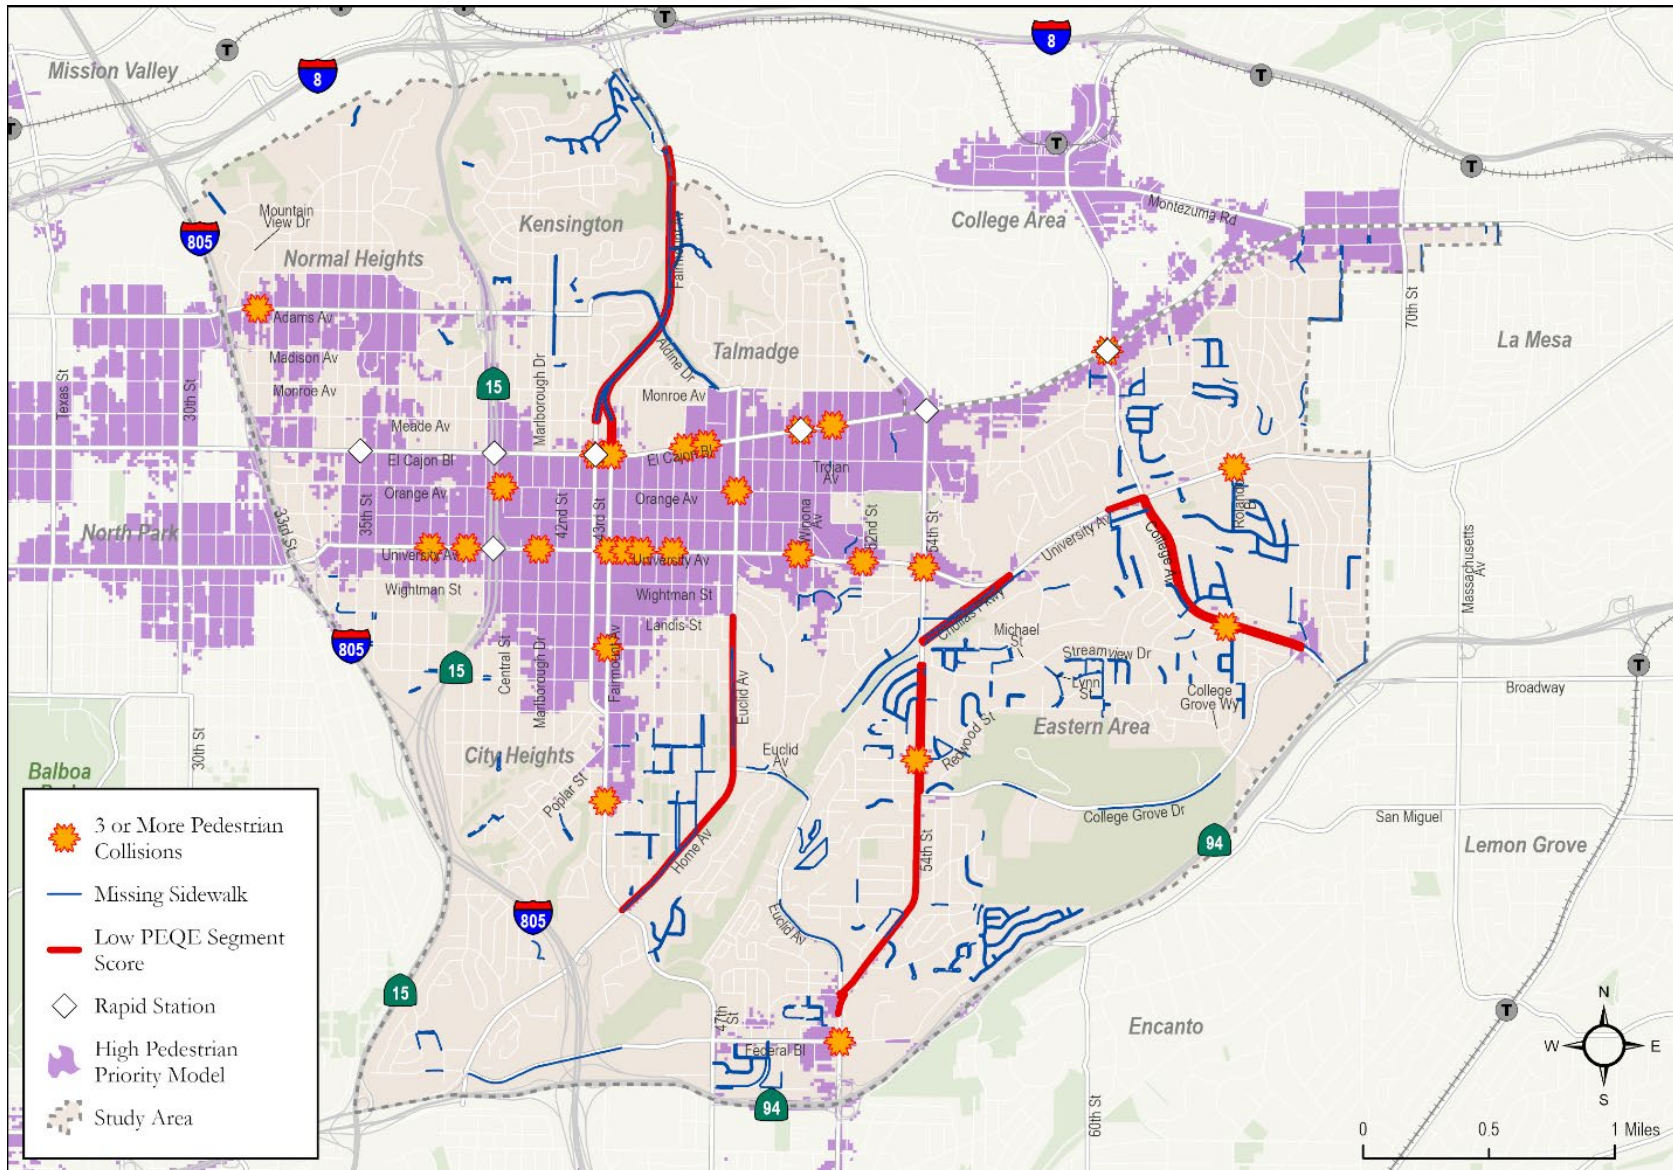 Mission Valley
8
8
T
T
T
T
T
T
Mountain
View Dr
805
Kensington
Normal Heights
College Area
Montezuma Rd
Fairmount Av
Adams Av
Madison Av
Monroe Av
Texas St
30th St
15
Marlborough Dr
Aldine Dr
Talmadge
Monroe Av
70th St
La Mesa
Meade Av
El Cajon Bl
El Cajon Bl
Orange Av
Orange Av
Trojan
Av
North Park
33rd St
35th St
42nd St
43rd St
Winona
Av
52nd St
54th St
University Av
College Av
Massachusetts
Av
University Av
University Av
Wightman St
Wightman St
Landis St
Chollas Pkwy
Michael
St
Streamview Dr
Lynn
St
College
Grove Wy
805
15
Central St
Marlborough Dr
Fairmount Av
Euclid Av
T
Broadway
30th St
City Heights
Euclid
Av
Redwood St
Eastern Area
Balboa
Poplar St
Home Av
54th St
College Grove Dr
San Miguel
94
Lemon Grove
805
Euclid Av
15
47th
St
Federal Bl
94
60th St
Encanto
T
3 or More Pedestrian
Collisions
Missing Sidewalk
Low PEQE Segment
Score
Rapid Station
High Pedestrian
Priority Model
Study Area
N
W
E
S
0
0.5
1 Miles